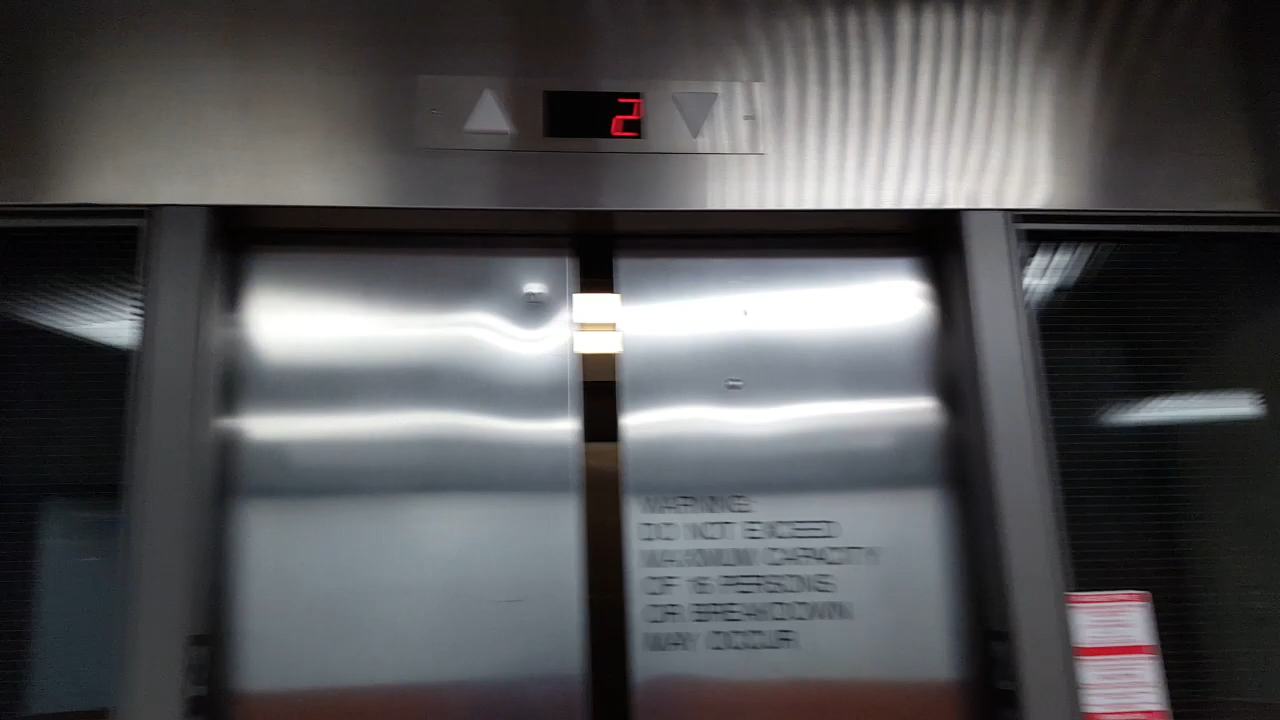 2
WARNING:
DO NOT EXCEED
MAXIMUM CAPACITY
OF 16 PERSONS
OR BREAKDOWN
MAY OCCUR